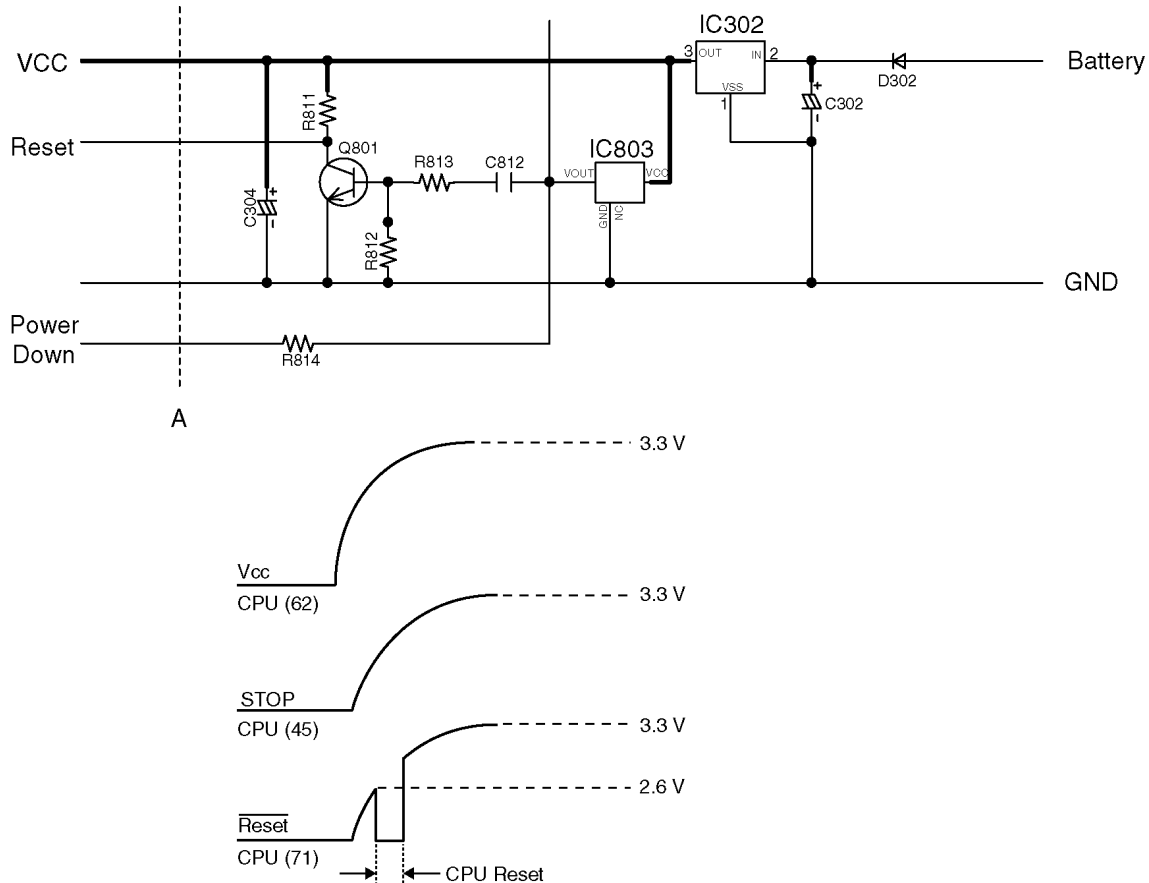 IC302
VCC
3
OUT
IN
2
Battery
VSS
1
D302
C302
+
-
R811
Reset
Q801
R813
C812
IC803
VOUT
VCC
GND
NC
C304
+
-
R812
GND
Power
Down
R814
A
3.3 V
Vcc
CPU (62)
3.3 V
STOP
CPU (45)
3.3 V
2.6 V
Reset
CPU (71)
CPU Reset